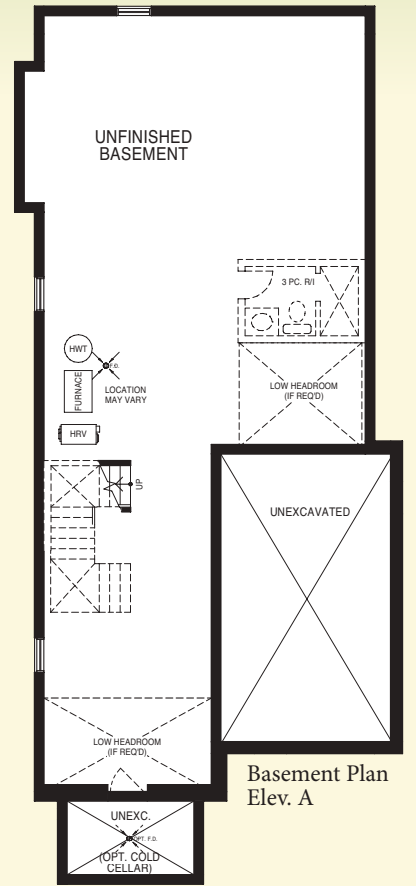 UNFINISHED
BASEMENT
3 PC. R/I
HWT
F.D.
FURNACE
LOCATION
MAY VARY
LOW HEADROOM
(IF REQ'D)
HRV
UP
UNEXCAVATED
LOW HEADROOM
(IF REQ'D)
Basement Plan
Elev. A
UNEXC.
OPT. F.D.
(OPT. COLD
CELLAR)